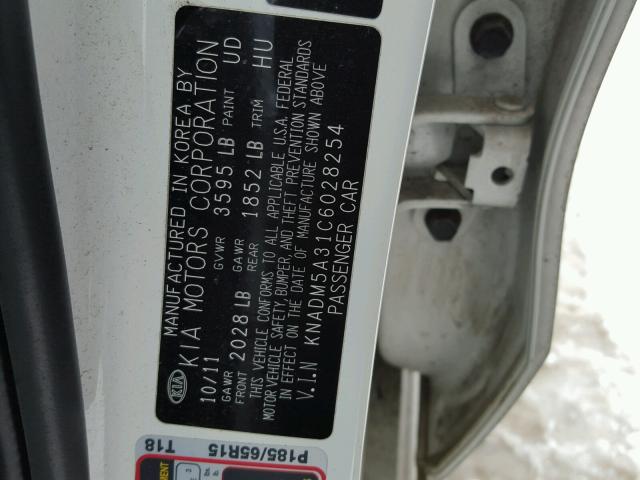 KIA
MANUFACTURED IN KOREA BY
KIA MOTORS CORPORATION
10/11 GVWR 3595 LB PAINT UD
GAWR FRONT 2028 LB GAWR REAR 1852 LB TRIM HU
THIS VEHICLE CONFORMS TO ALL APPLICABLE U.S.A. FEDERAL
MOTOR VEHICLE SAFETY, BUMPER, AND THEFT PREVENTION STANDARDS
IN EFFECT ON THE DATE OF MANUFACTURE SHOWN ABOVE
V.I.N KNADM5A31C6028254
PASSENGER CAR
T18
P185/65R15